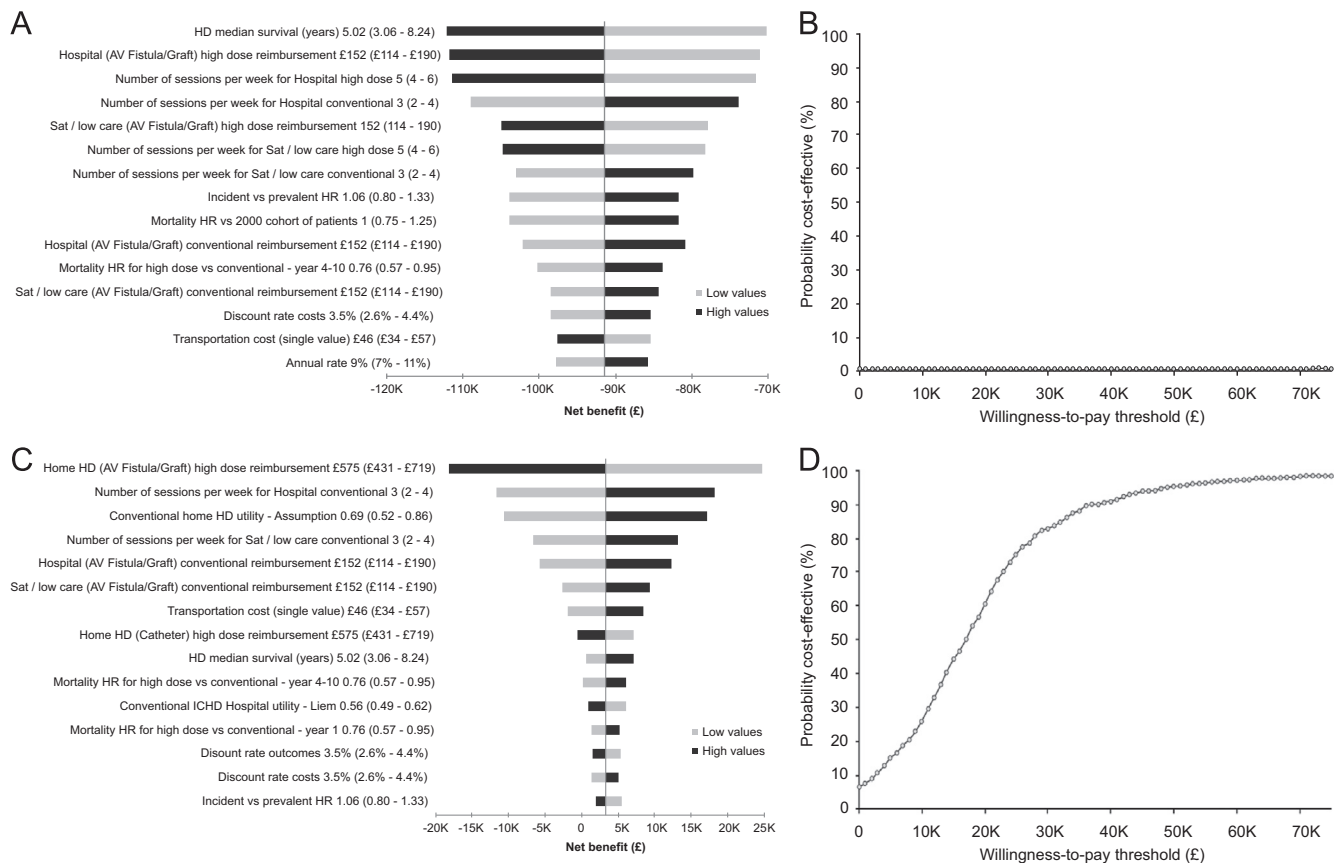 A
HD median survival (years) 5.02 (3.06 - 8.24)
Hospital (AV Fistula/Graft) high dose reimbursement £152 (£114 - £190)
Number of sessions per week for Hospital high dose 5 (4 - 6)
Number of sessions per week for Hospital conventional 3 (2 - 4)
Sat / low care (AV Fistula/Graft) high dose reimbursement 152 (114 - 190)
Number of sessions per week for Sat / low care high dose 5 (4 - 6)
Number of sessions per week for Sat / low care conventional 3 (2 - 4)
Incident vs prevalent HR 1.06 (0.80 - 1.33)
Mortality HR vs 2000 cohort of patients 1 (0.75 - 1.25)
Hospital (AV Fistula/Graft) conventional reimbursement £152 (£114 - £190)
Mortality HR for high dose vs conventional - year 4-10 0.76 (0.57 - 0.95)
Sat / low care (AV Fistula/Graft) conventional reimbursement £152 (£114 - £190)
Discount rate costs 3.5% (2.6% - 4.4%)
Transportation cost (single value) £46 (£34 - £57)
Annual rate 9% (7% - 11%)
Low values
High values
-120K -110K -100K -90K -80K -70K
Net benefit (£)
B
Probability cost-effective (%)
100
90
80
70
60
50
40
30
20
10
0
0 10K 20K 30K 40K 50K 60K 70K
Willingness-to-pay threshold (£)
C
Home HD (AV Fistula/Graft) high dose reimbursement £575 (£431 - £719)
Number of sessions per week for Hospital conventional 3 (2 - 4)
Conventional home HD utility - Assumption 0.69 (0.52 - 0.86)
Number of sessions per week for Sat / low care conventional 3 (2 - 4)
Hospital (AV Fistula/Graft) conventional reimbursement £152 (£114 - £190)
Sat / low care (AV Fistula/Graft) conventional reimbursement £152 (£114 - £190)
Transportation cost (single value) £46 (£34 - £57)
Home HD (Catheter) high dose reimbursement £575 (£431 - £719)
HD median survival (years) 5.02 (3.06 - 8.24)
Mortality HR for high dose vs conventional - year 4-10 0.76 (0.57 - 0.95)
Conventional ICHD Hospital utility - Liem 0.56 (0.49 - 0.62)
Mortality HR for high dose vs conventional - year 1 0.76 (0.57 - 0.95)
Disount rate outcomes 3.5% (2.6% - 4.4%)
Discount rate costs 3.5% (2.6% - 4.4%)
Incident vs prevalent HR 1.06 (0.80 - 1.33)
Low values
High values
-20K -15K -10K -5K 0 5K 10K 15K 20K 25K
Net benefit (£)
D
Probability cost-effective (%)
100
90
80
70
60
50
40
30
20
10
0
0 10K 20K 30K 40K 50K 60K 70K
Willingness-to-pay threshold (£)